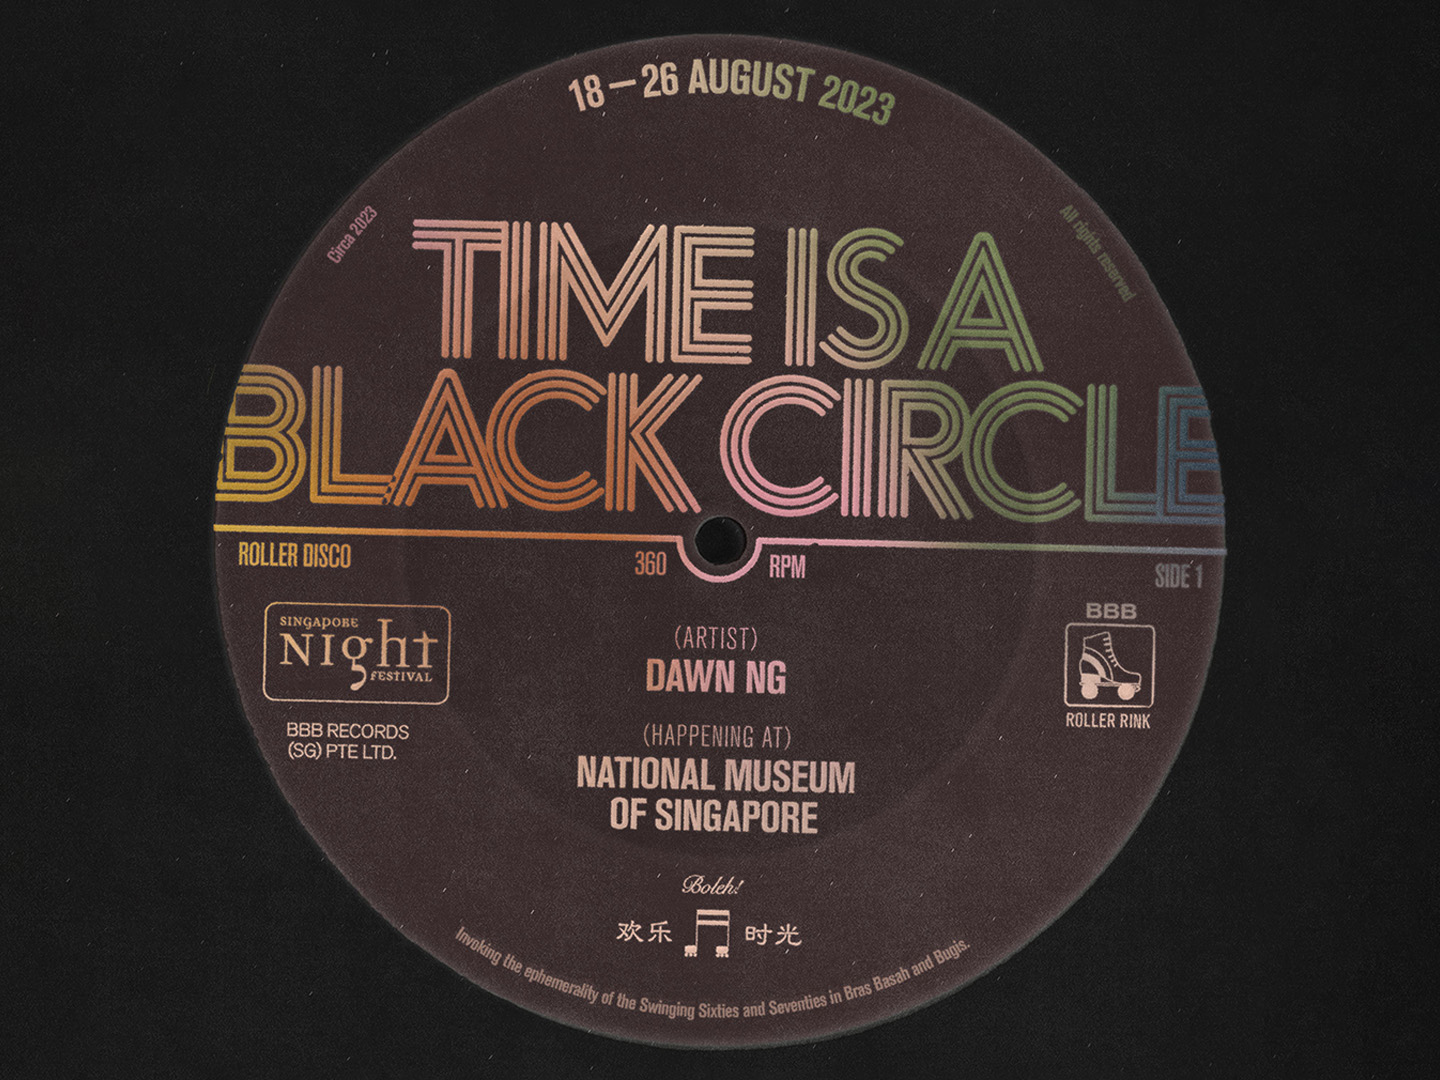 18 — 26 AUGUST 2023
Circa 2023
All rights reserved
TIME IS A
BLACK CIRCLE
ROLLER DISCO
360
RPM
SIDE 1
SINGAPORE
NIght
FESTIVAL
BBB RECORDS
(SG) PTE LTD.
(ARTIST)
DAWN NG
(HAPPENING AT)
NATIONAL MUSEUM
OF SINGAPORE
BBB
ROLLER RINK
Boleh!
欢乐 时光
Invoking the ephemerality of the Swinging Sixties and Seventies in Bras Basah and Bugis.